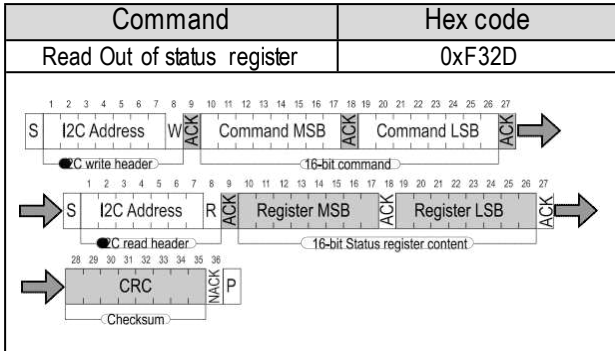 Command Hex code
Read Out of status register 0xF32D
1 2 3 4 5 6 7 8 9 10 11 12 13 14 15 16 17 18 19 20 21 22 23 24 25 26 27
S I2C Address W ACK Command MSB ACK Command LSB ACK
2C write header 16-bit command
1 2 3 4 5 6 7 8 9 10 11 12 13 14 15 16 17 18 19 20 21 22 23 24 25 26 27
S I2C Address R ACK Register MSB ACK Register LSB ACK
2C read header 16-bit Status register content
28 29 30 31 32 33 34 35 36
CRC NACK P
Checksum